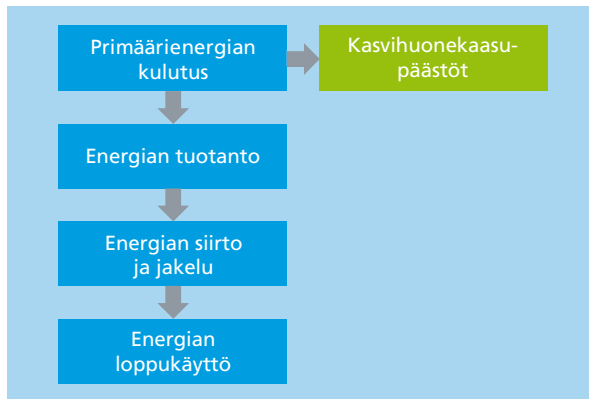 Primäärienergian
kulutus
Kasvihuonekaasu-
päästöt
Energian tuotanto
Energian siirto
ja jakelu
Energian
loppukäyttö